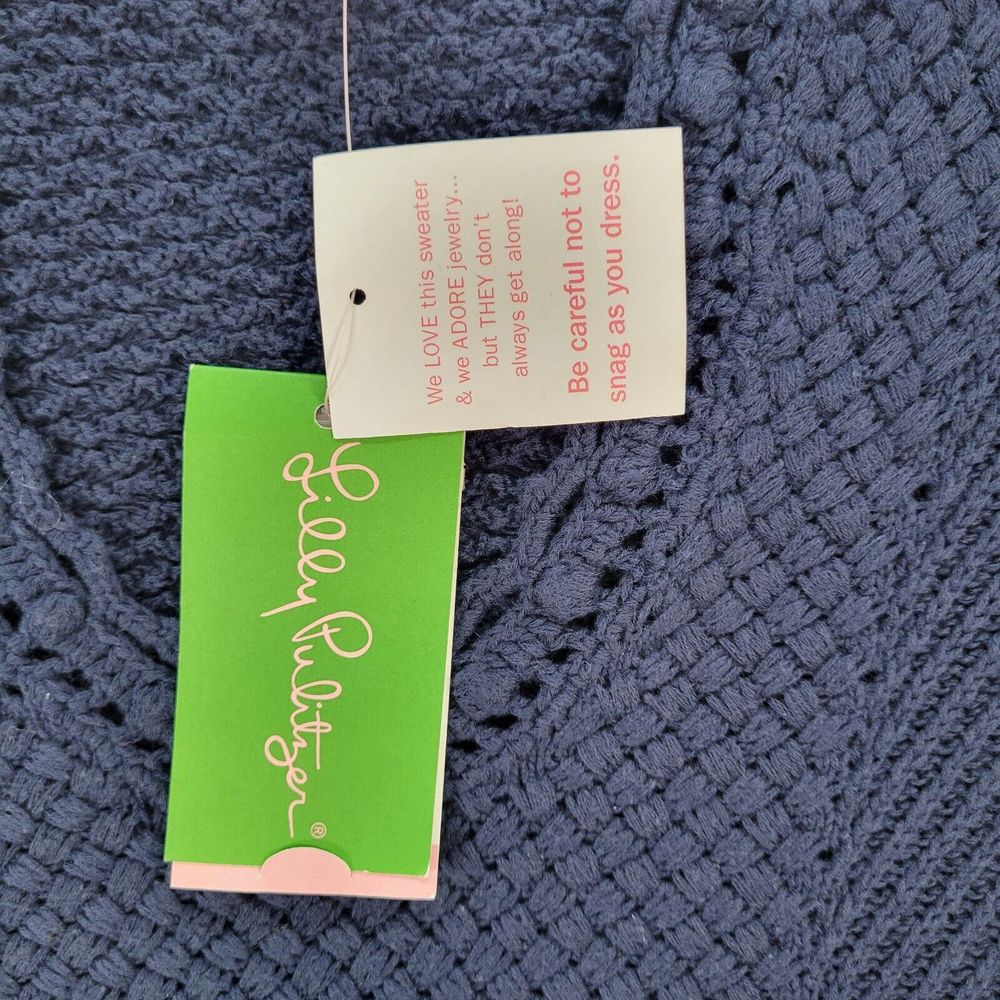 We LOVE this sweater
& we ADORE jewelry...
but THEY don't
always get along!
Be careful not to
snag as you dress.
Lilly Pulitzer®